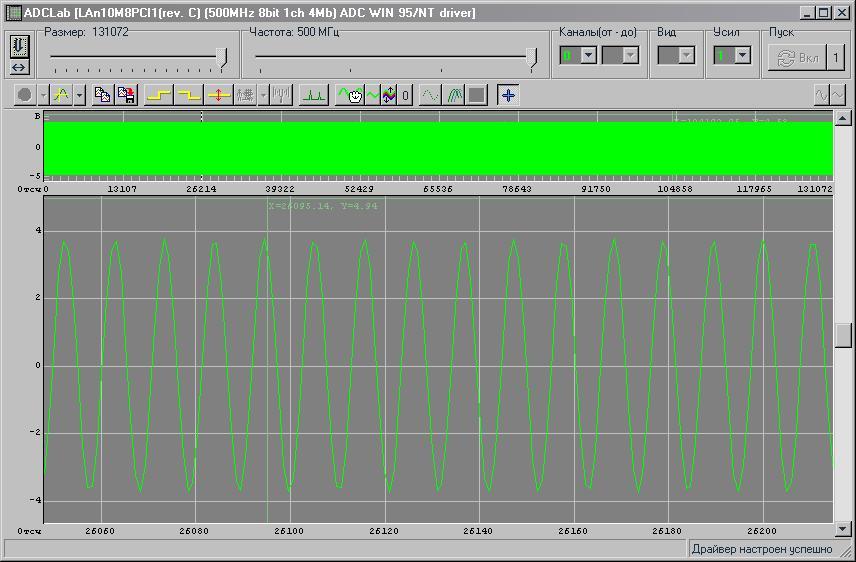 ADCLab [LAn10M8PCI1(rev. C) (500MHz 8bit 1ch 4Mb) ADC WIN 95/NT driver]
Размер: 131072 Частота: 500 МГц Каналы(от - до) Вид Усил Пуск
0 1 Вкл 1
0
В
0
-5
Отсч 0 13107 26214 39322 52429 65536 78643 91750 104858 117965 131072
X=26095.14, Y=4.94
4
2
0
-2
-4
Отсч 26060 26080 26100 26120 26140 26160 26180 26200
Драйвер настроен успешно